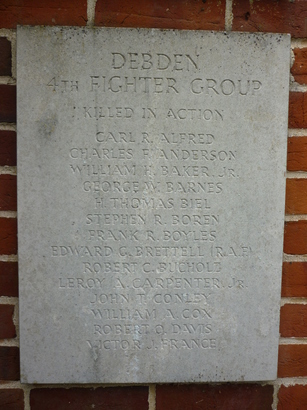 DEBDEN
4TH FIGHTER GROUP
KILLED IN ACTION
CARL R. ALFRED
CHARLES F. ANDERSON
WILLIAM H. BAKER, JR.
GEORGE W. BARNES
H. THOMAS BIEL
STEPHEN R. BOREN
FRANK R. BOYLES
EDWARD G. BRETTELL (R.A.F.)
ROBERT C. BUCHOLZ
LEROY A. CARPENTER, JR.
JOHN T. CONLEY
WILLIAM A. COX
ROBERT Q. DAVIS
VICTOR J. FRANCE